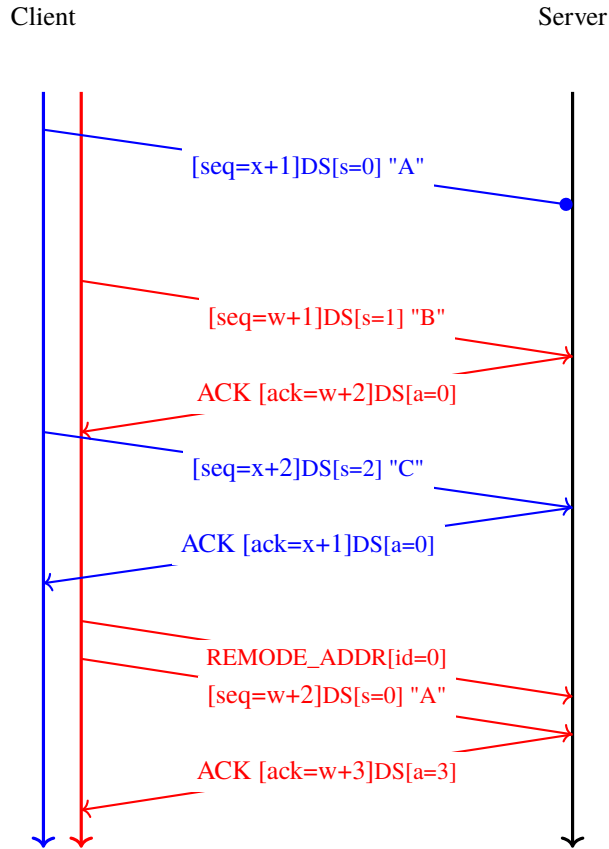 Client Server
[seq=x+1]DS[s=0] "A"
[seq=w+1]DS[s=1] "B"
ACK [ack=w+2]DS[a=0]
[seq=x+2]DS[s=2] "C"
ACK [ack=x+1]DS[a=0]
REMODE_ADDR[id=0]
[seq=w+2]DS[s=0] "A"
ACK [ack=w+3]DS[a=3]